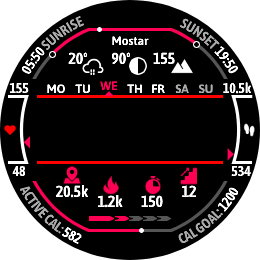 Mostar
05:50 SUNRISE
SUNSET 19:50
20° 90° 155
MO TU WE TH FR SA SU
155
10.5k
48
534
20.5k 1.2k 150 12
ACTIVE CAL: 582
CAL GOAL: 1200